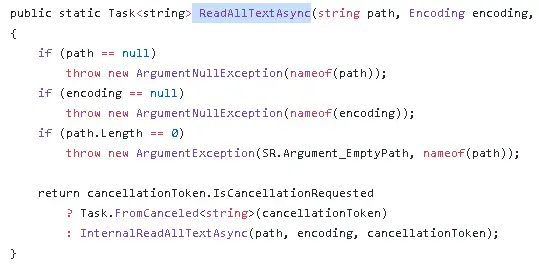 public static Task<string> ReadAllTextAsync(string path, Encoding encoding,
{
    if (path == null)
        throw new ArgumentNullException(nameof(path));
    if (encoding == null)
        throw new ArgumentNullException(nameof(encoding));
    if (path.Length == 0)
        throw new ArgumentException(SR.Argument_EmptyPath, nameof(path));

    return cancellationToken.IsCancellationRequested
        ? Task.FromCanceled<string>(cancellationToken)
        : InternalReadAllTextAsync(path, encoding, cancellationToken);
}